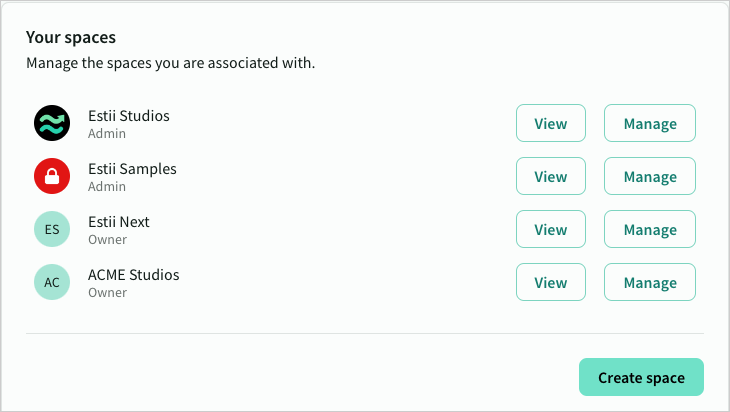 Your spaces
Manage the spaces you are associated with.
Estii Studios
Admin
View
Manage
Estii Samples
Admin
View
Manage
ES
Estii Next
Owner
View
Manage
AC
ACME Studios
Owner
View
Manage
Create space